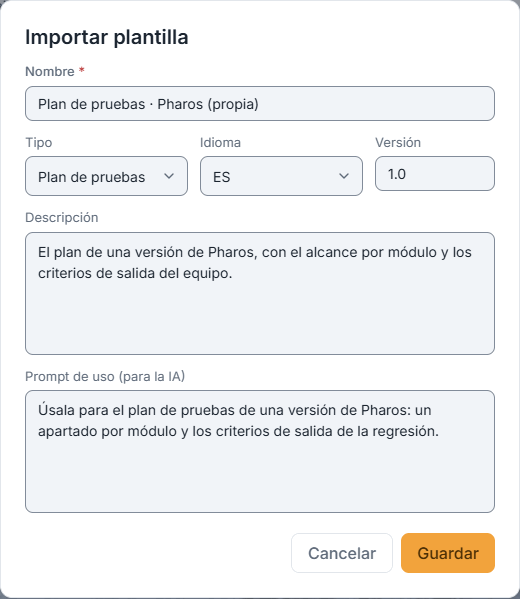 Importar plantilla
Nombre *
Plan de pruebas · Pharos (propia)
Tipo
Idioma
Versión
Plan de pruebas
ES
1.0
Descripción
El plan de una versión de Pharos, con el alcance por módulo y los
criterios de salida del equipo.
Prompt de uso (para la IA)
Úsala para el plan de pruebas de una versión de Pharos: un
apartado por módulo y los criterios de salida de la regresión.
Cancelar
Guardar